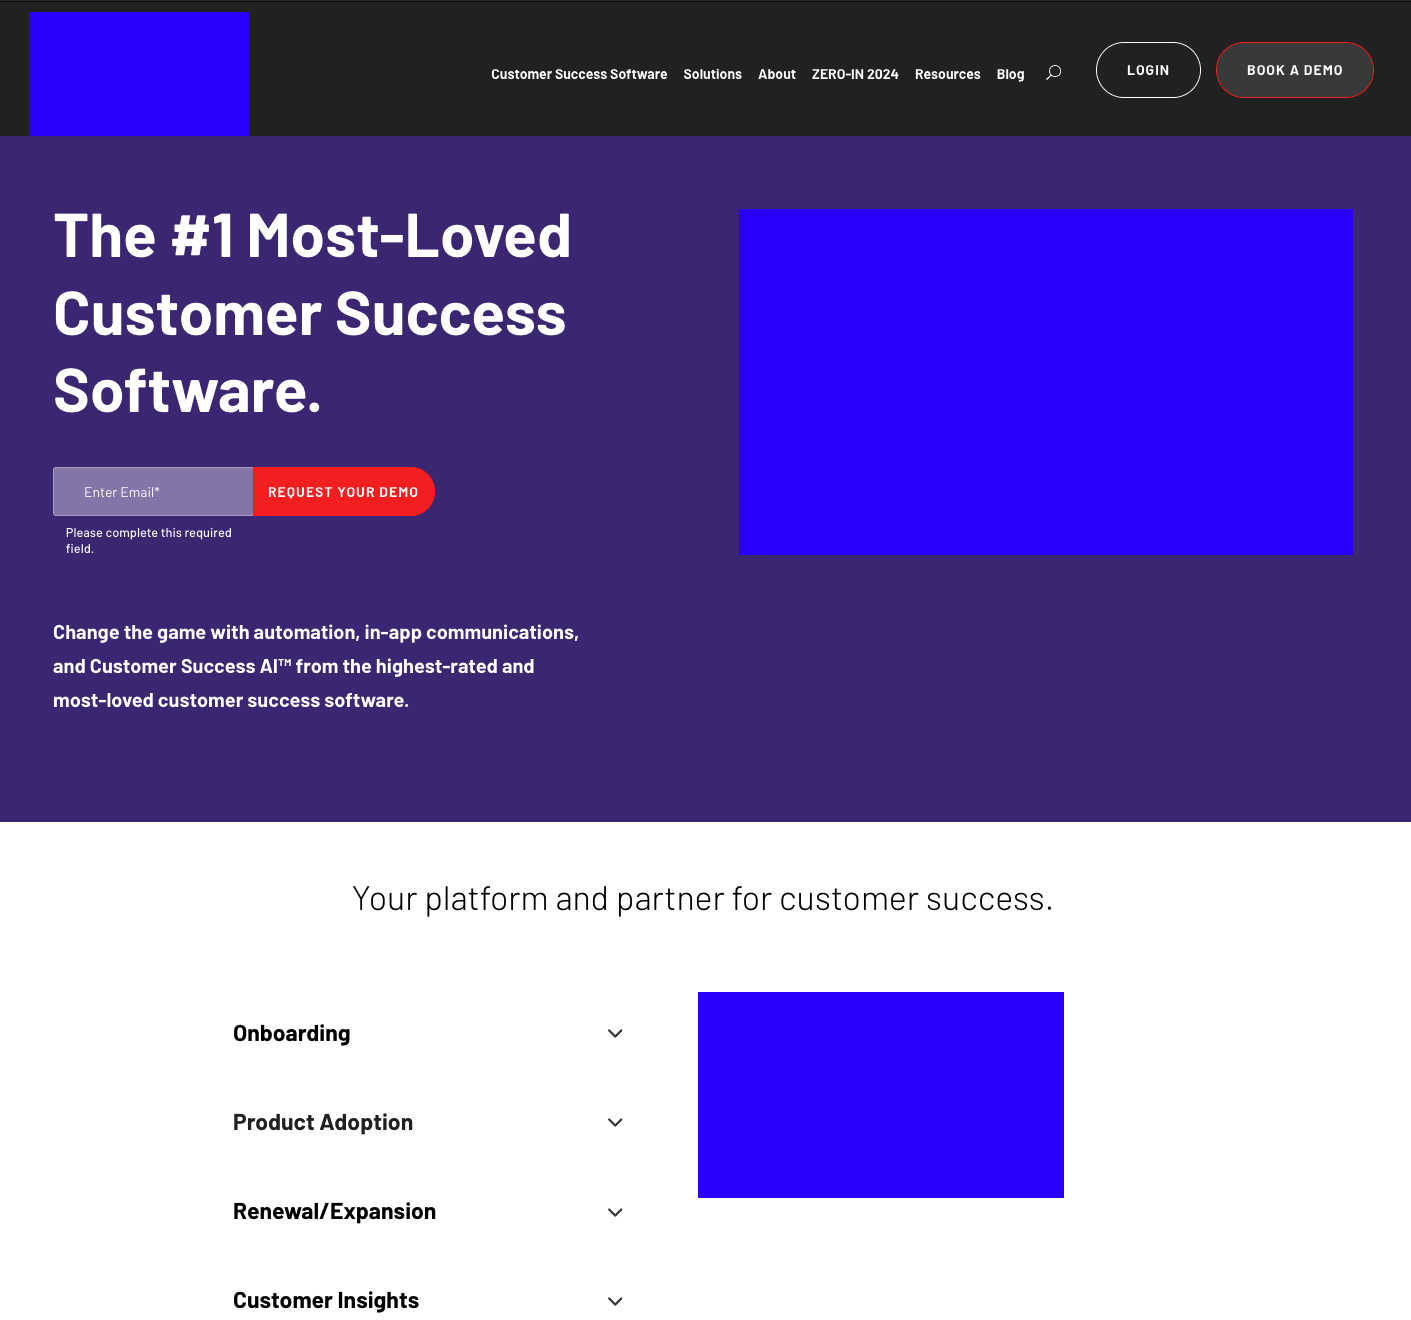 Customer Success Software Solutions About ZERO-IN 2024 Resources Blog LOGIN BOOK A DEMO
The #1 Most-Loved
Customer Success
Software.
Enter Email* REQUEST YOUR DEMO
Please complete this required
field.
Change the game with automation, in-app communications,
and Customer Success AI™ from the highest-rated and
most-loved customer success software.
Your platform and partner for customer success.
Onboarding
Product Adoption
Renewal/Expansion
Customer Insights